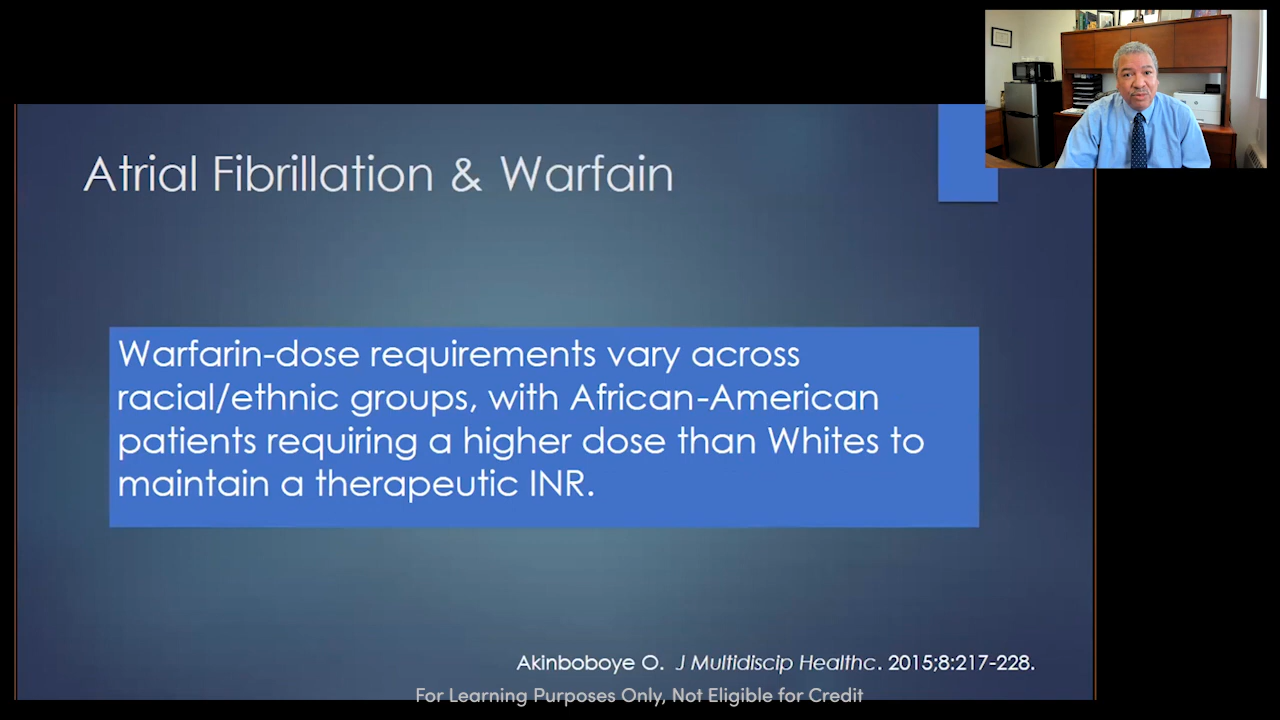 Atrial Fibrillation & Warfain
Warfarin-dose requirements vary across
racial/ethnic groups, with African-American
patients requiring a higher dose than Whites to
maintain a therapeutic INR.
Akinboboye O. J Multidiscip Healthc. 2015;8:217-228.
For Learning Purposes Only, Not Eligible for Credit